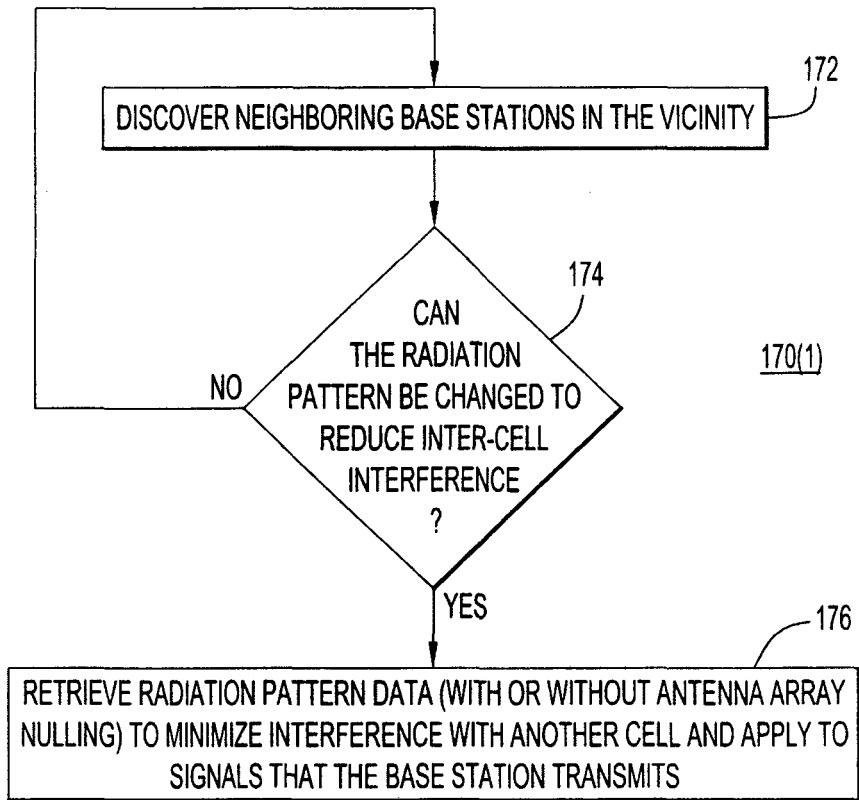 172
DISCOVER NEIGHBORING BASE STATIONS IN THE VICINITY
174
CAN
THE RADIATION
PATTERN BE CHANGED TO
REDUCE INTER-CELL
INTERFERENCE
?
170(1)
NO
YES
176
RETRIEVE RADIATION PATTERN DATA (WITH OR WITHOUT ANTENNA ARRAY
NULLING) TO MINIMIZE INTERFERENCE WITH ANOTHER CELL AND APPLY TO
SIGNALS THAT THE BASE STATION TRANSMITS